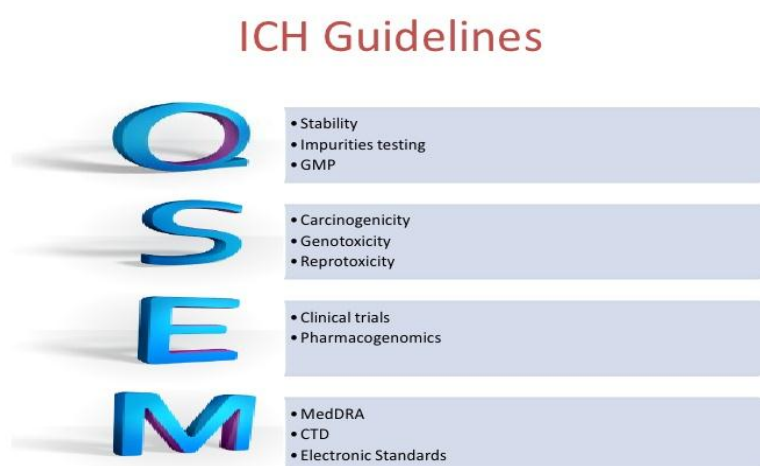 ICH Guidelines
Q
• Stability
• Impurities testing
• GMP
S
• Carcinogenicity
• Genotoxicity
• Reprotoxicity
E
• Clinical trials
• Pharmacogenomics
M
• MedDRA
• CTD
• Electronic Standards